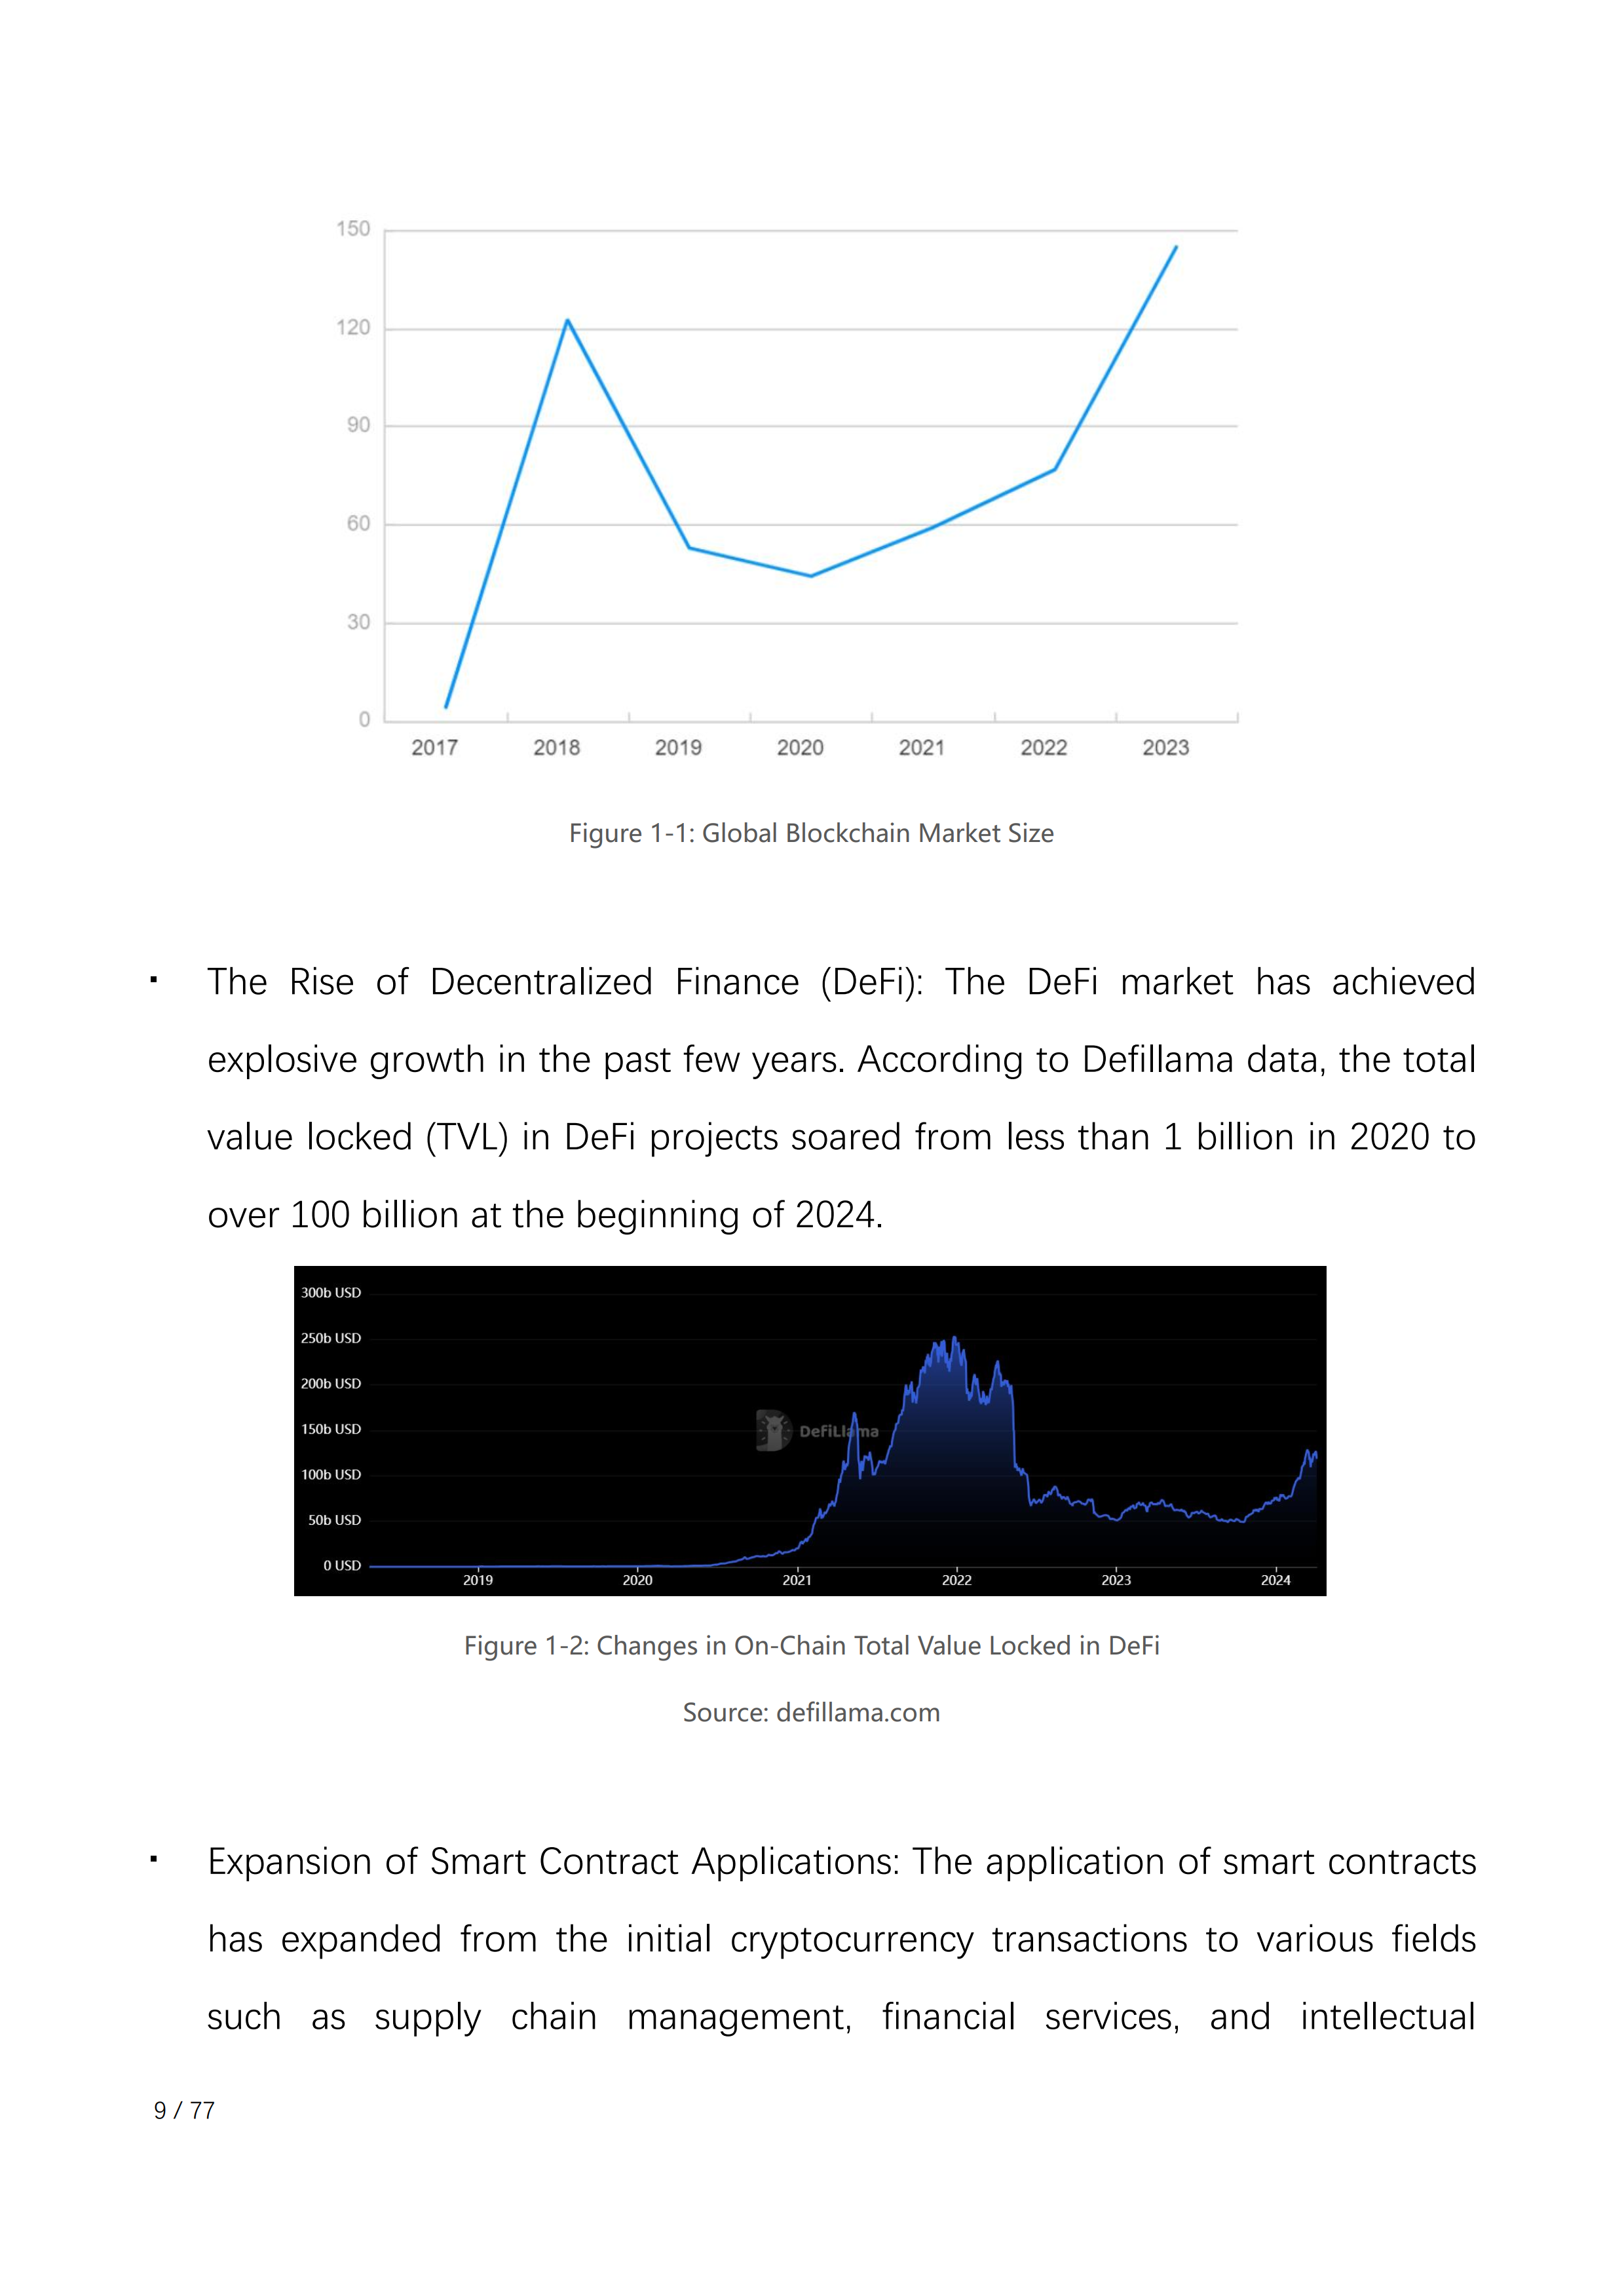 150
120
90
60
30
0
2017 2018 2019 2020 2021 2022 2023
Figure 1-1: Global Blockchain Market Size
▪ The Rise of Decentralized Finance (DeFi): The DeFi market has achieved
explosive growth in the past few years. According to Defillama data, the total
value locked (TVL) in DeFi projects soared from less than 1 billion in 2020 to
over 100 billion at the beginning of 2024.
300b USD
250b USD
200b USD
150b USD
DefiLlama
100b USD
50b USD
0 USD
2019 2020 2021 2022 2023 2024
Figure 1-2: Changes in On-Chain Total Value Locked in DeFi
Source: defillama.com
▪ Expansion of Smart Contract Applications: The application of smart contracts
has expanded from the initial cryptocurrency transactions to various fields
such as supply chain management, financial services, and intellectual
9 / 77